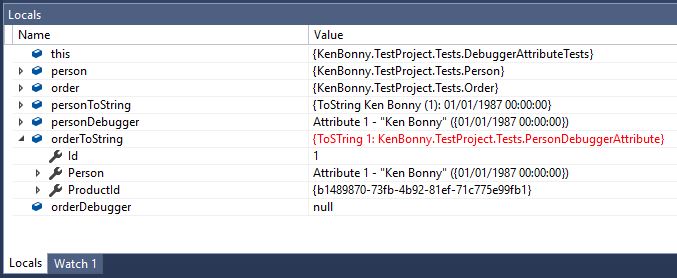 Locals
Name Value
this {KenBonny.TestProject.Tests.DebuggerAttributeTests}
person {KenBonny.TestProject.Tests.Person}
order {KenBonny.TestProject.Tests.Order}
personToString {ToString Ken Bonny (1): 01/01/1987 00:00:00}
personDebugger Attribute 1 - "Ken Bonny" ({01/01/1987 00:00:00})
orderToString {ToSTring 1: KenBonny.TestProject.Tests.PersonDebuggerAttribute}
Id 1
Person Attribute 1 - "Ken Bonny" ({01/01/1987 00:00:00})
ProductId {b1489870-73fb-4b92-81ef-71c775e99fb1}
orderDebugger null
Locals Watch 1